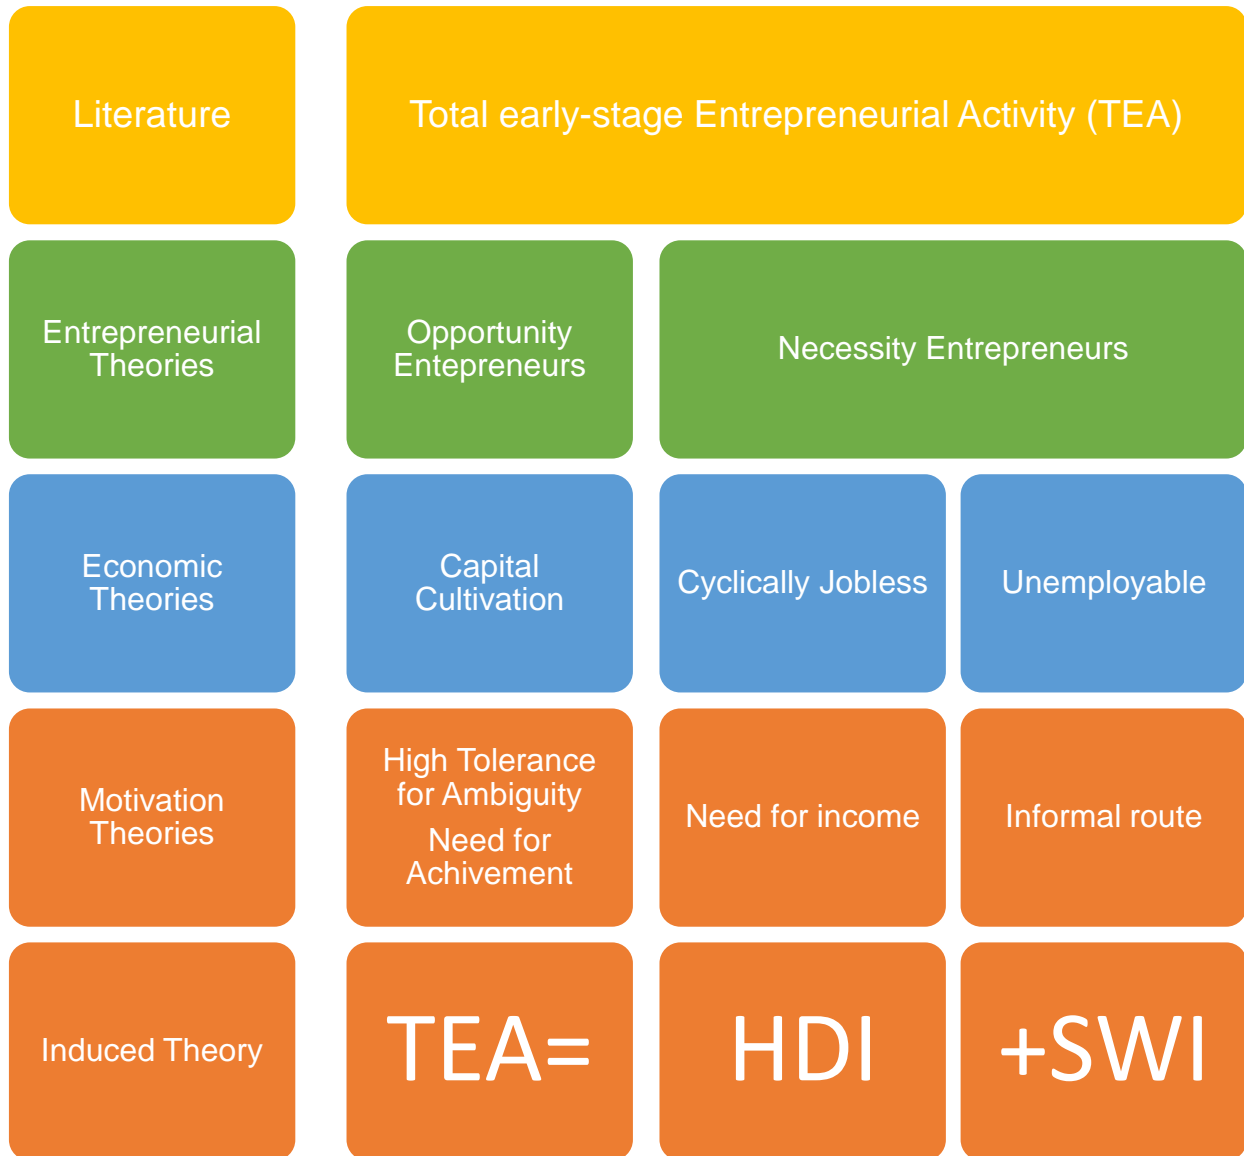 Literature
Total early-stage Entrepreneurial Activity (TEA)
Entrepreneurial
Theories
Opportunity
Entepreneurs
Necessity Entrepreneurs
Economic
Theories
Capital
Cultivation
Cyclically Jobless
Unemployable
Motivation
Theories
High Tolerance
for Ambiguity
Need for
Achivement
Need for income
Informal route
Induced Theory
TEA=
HDI
+SWI